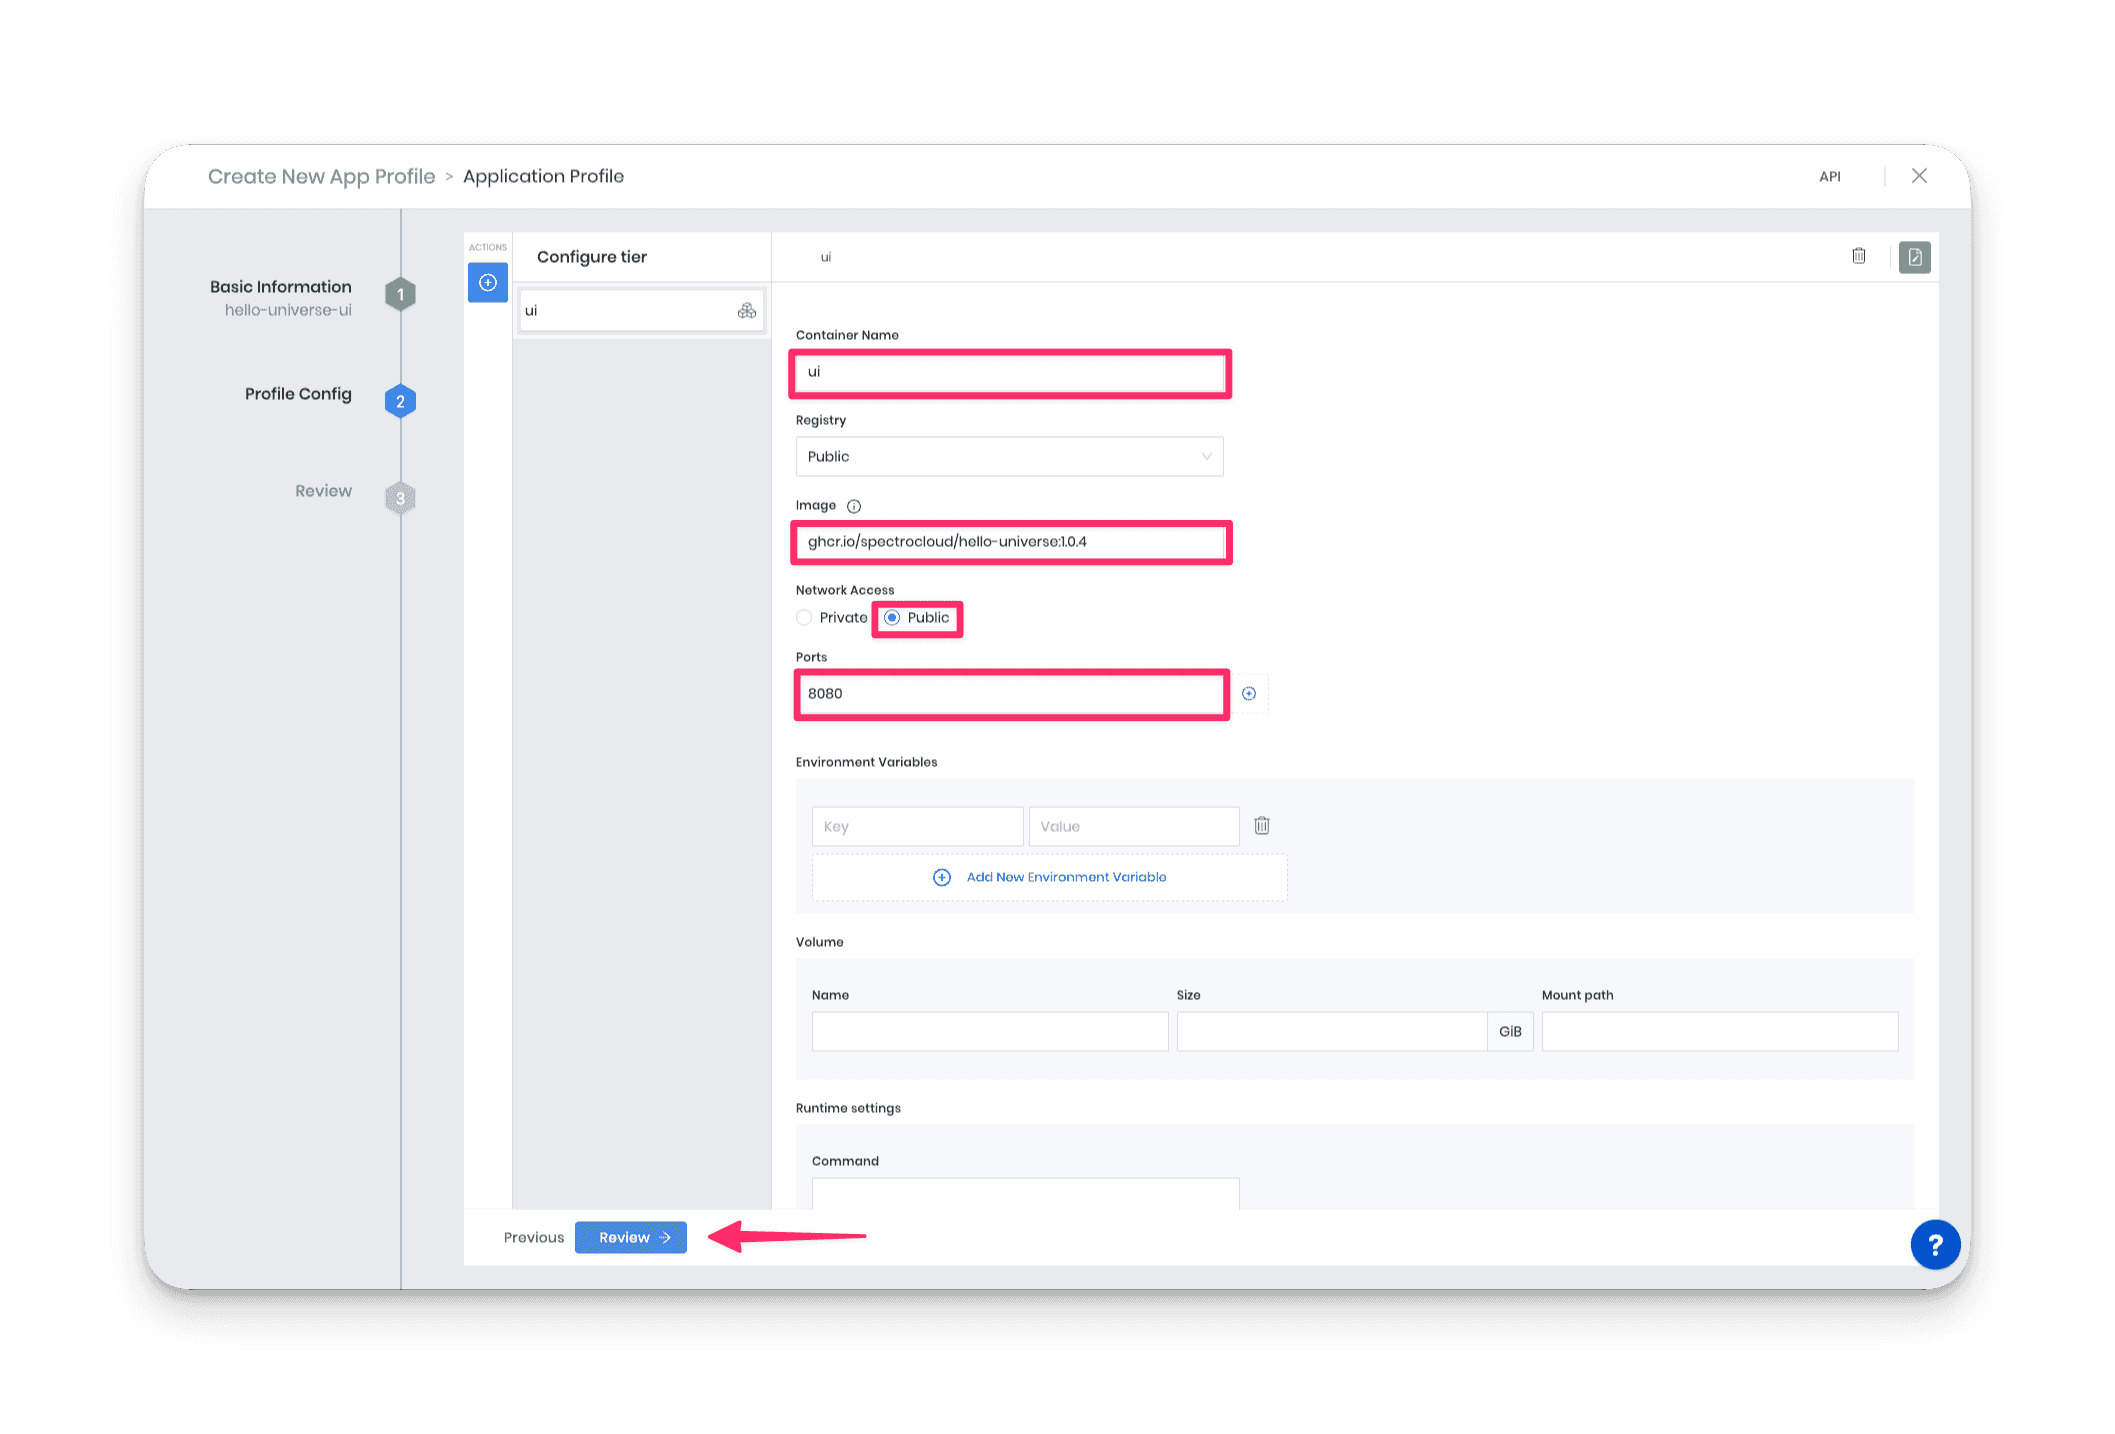 Create New App Profile > Application Profile
API
Basic Information
hello-universe-ui
1
Profile Config
2
Review
3
ACTIONS
Configure tier
ui
ui
Container Name
ui
Registry
Public
Image
ghcr.io/spectrocloud/hello-universe:1.0.4
Network Access
Private Public
Ports
8080
Environment Variables
Key Value
Add New Environment Variable
Volume
Name Size Mount path
GiB
Runtime settings
Command
Previous Review →
?